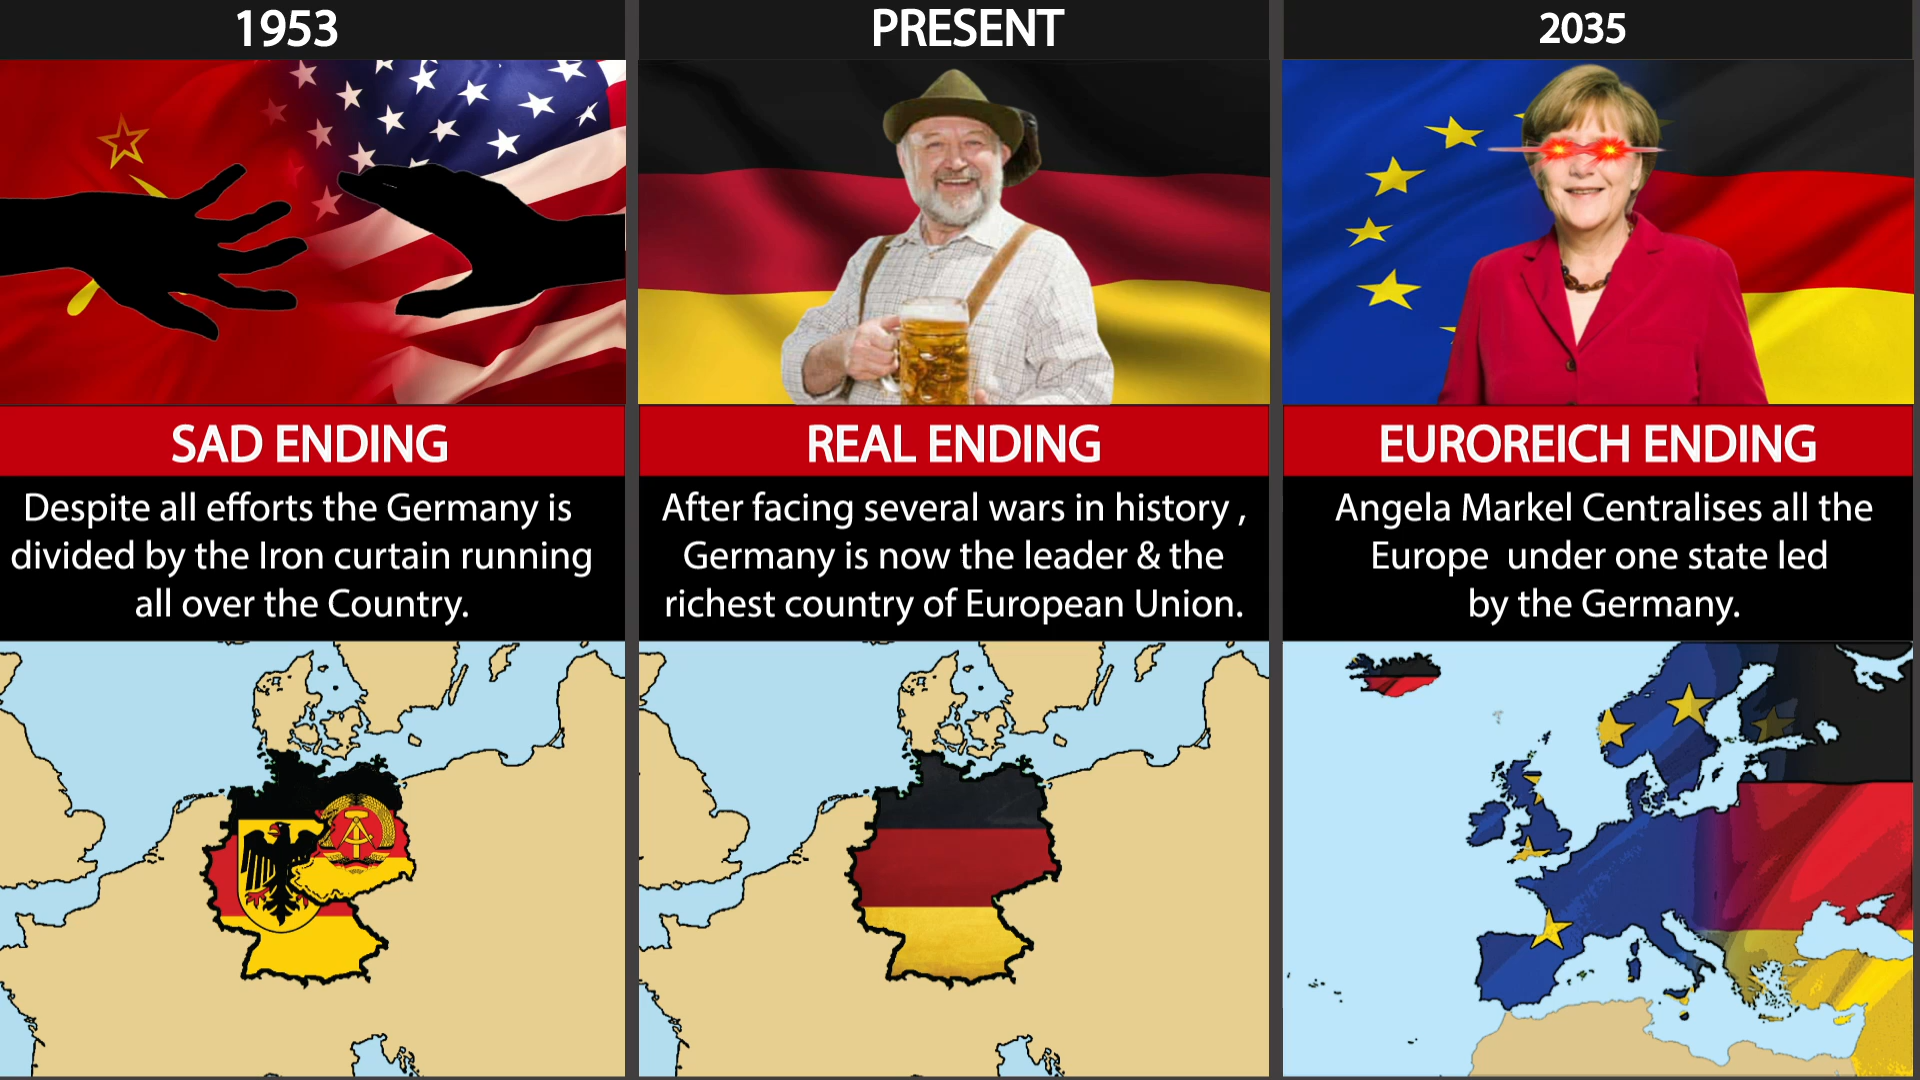 1953
SAD ENDING
Despite all efforts the Germany is
divided by the Iron curtain running
all over the Country.
PRESENT
REAL ENDING
After facing several wars in history ,
Germany is now the leader & the
richest country of European Union.
2035
EUROREICH ENDING
Angela Markel Centralises all the
Europe under one state led
by the Germany.